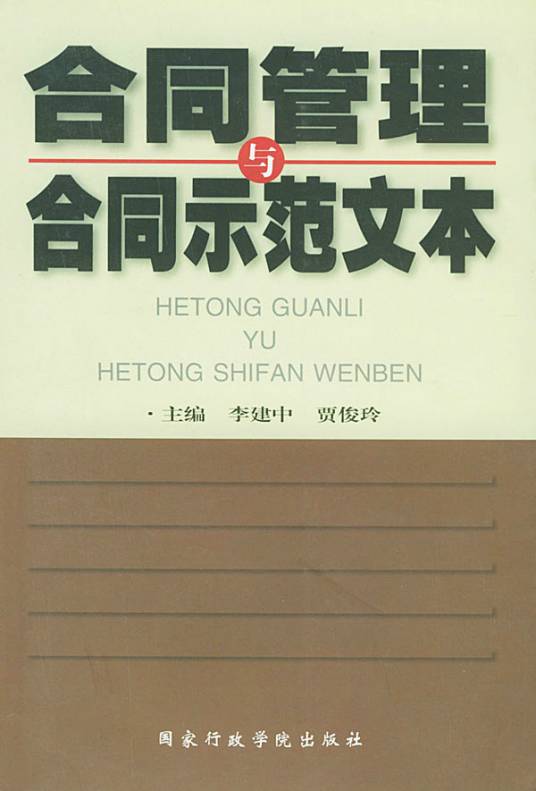 合同管理
与
合同示范文本
HETONG GUANLI
YU
HETONG SHIFAN WENBEN
·主编 李建中 贾俊玲
国家行政学院出版社